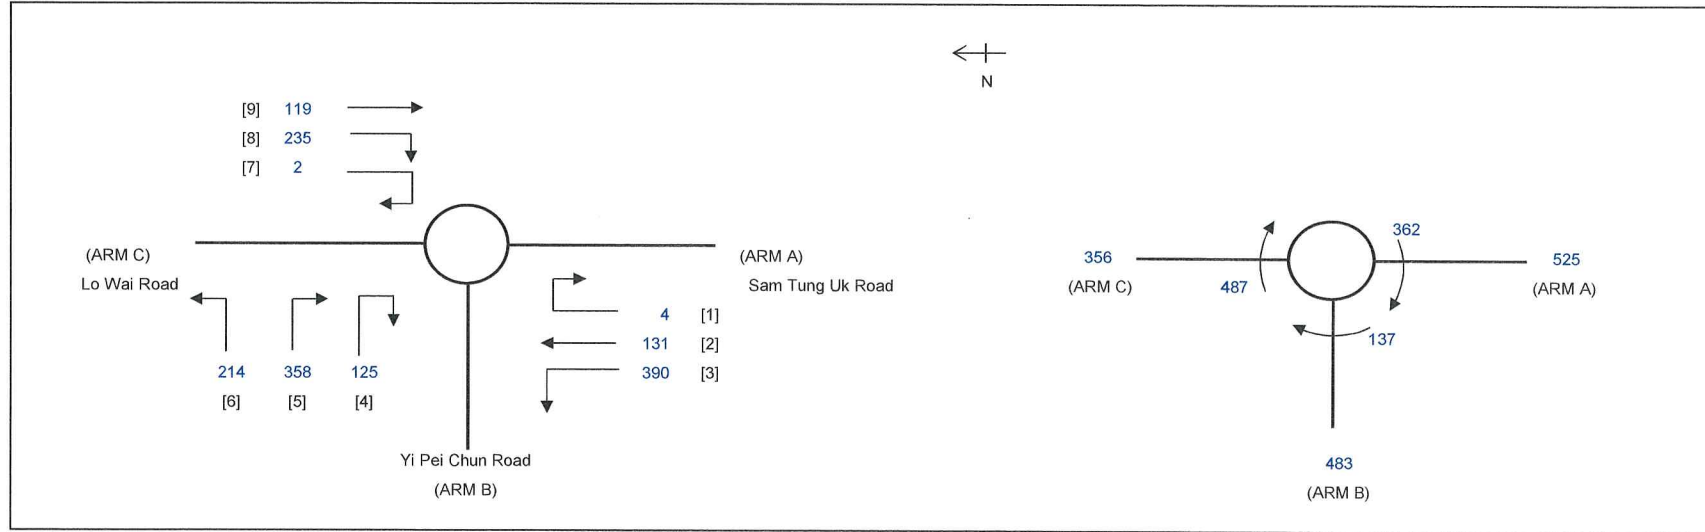 N
[9] 119
[8] 235
[7] 2
(ARM C)
Lo Wai Road
(ARM A)
Sam Tung Uk Road
4 [1]
131 [2]
390 [3]
214 358 125
[6] [5] [4]
Yi Pei Chun Road
(ARM B)
362
356
(ARM C)
487
525
(ARM A)
137
483
(ARM B)